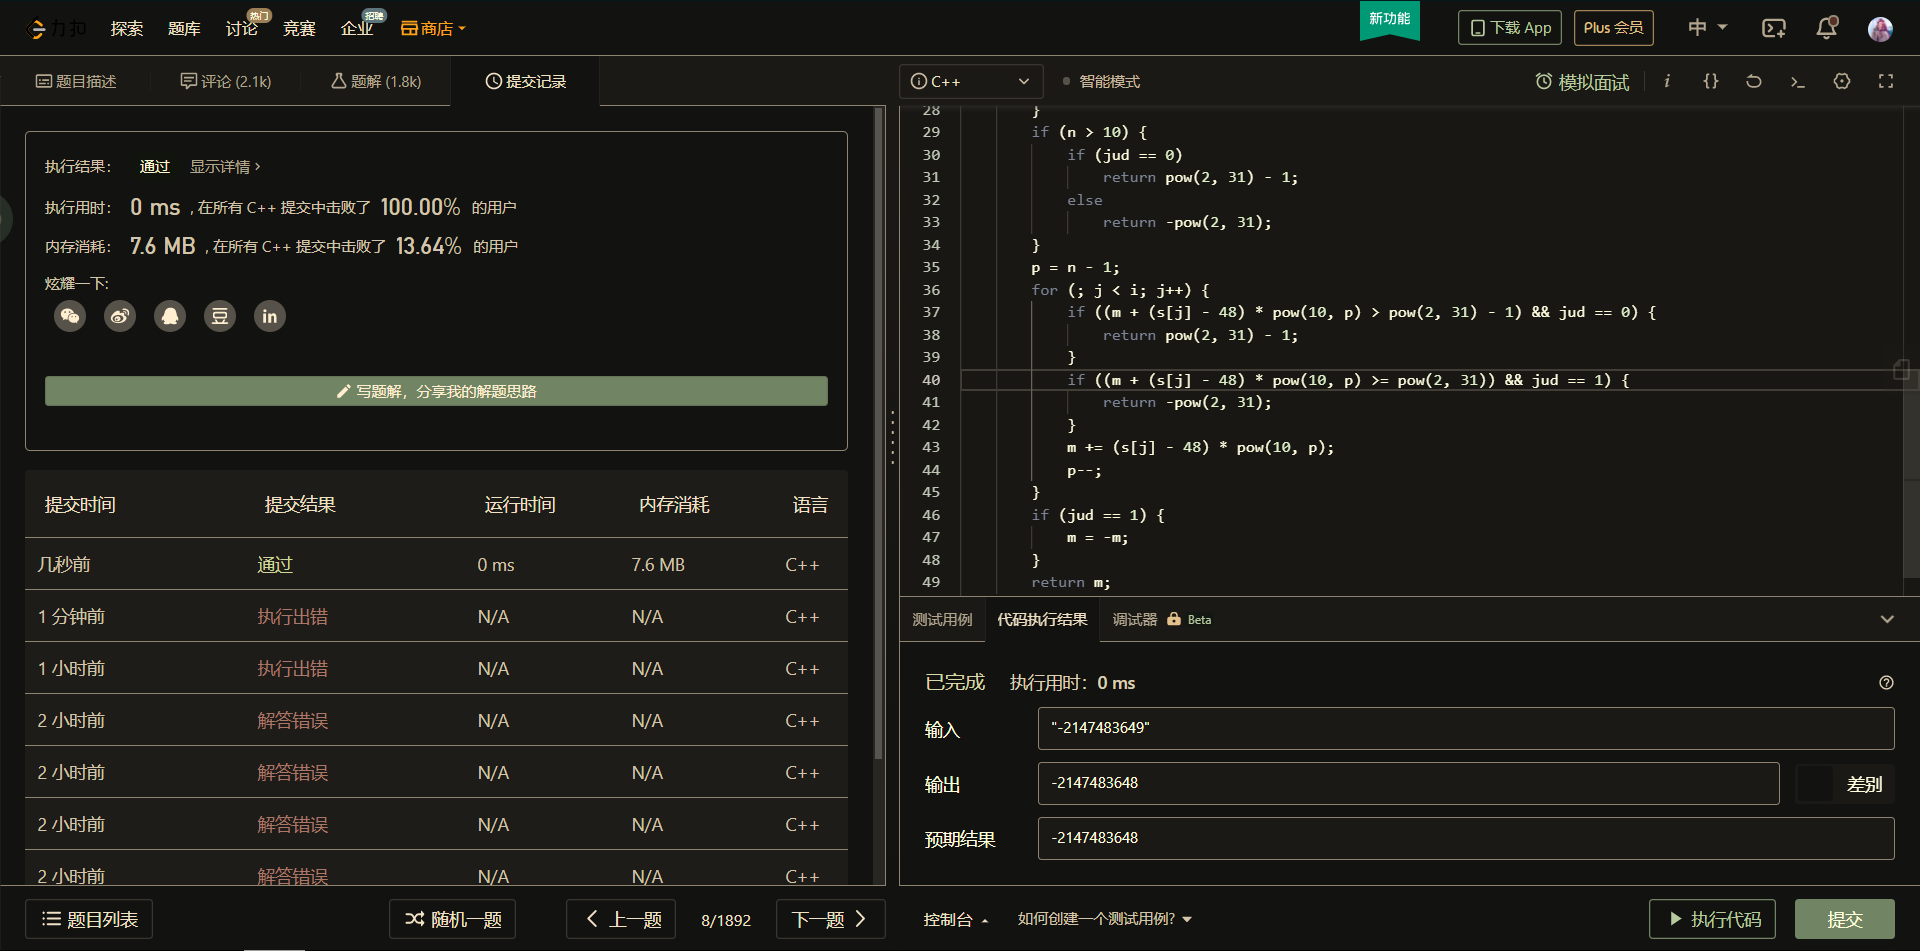 力扣 探索 题库 讨论 热门 竞赛 企业 招聘 商店 新功能 下载 App Plus 会员 中
题目描述 评论 (2.1k) 题解 (1.8k) 提交记录
执行结果: 通过 显示详情 >
执行用时: 0 ms , 在所有 C++ 提交中击败了 100.00% 的用户
内存消耗: 7.6 MB , 在所有 C++ 提交中击败了 13.64% 的用户
炫耀一下:
豆 in
写题解, 分享我的解题思路
提交时间 提交结果 运行时间 内存消耗 语言
几秒前 通过 0 ms 7.6 MB C++
1 分钟前 执行出错 N/A N/A C++
1 小时前 执行出错 N/A N/A C++
2 小时前 解答错误 N/A N/A C++
2 小时前 解答错误 N/A N/A C++
2 小时前 解答错误 N/A N/A C++
2 小时前 解答错误 N/A N/A C++
题目列表 随机一题 上一题 8/1892 下一题
C++ 智能模式 模拟面试 i {}
28 }
29 if (n > 10) {
30 if (jud == 0)
31 return pow(2, 31) - 1;
32 else
33 return -pow(2, 31);
34 }
35 p = n - 1;
36 for (; j < i; j++) {
37 if ((m + (s[j] - 48) * pow(10, p) > pow(2, 31) - 1) && jud == 0) {
38 return pow(2, 31) - 1;
39 }
40 if ((m + (s[j] - 48) * pow(10, p) >= pow(2, 31)) && jud == 1) {
41 return -pow(2, 31);
42 }
43 m += (s[j] - 48) * pow(10, p);
44 p--;
45 }
46 if (jud == 1) {
47 m = -m;
48 }
49 return m;
测试用例 代码执行结果 调试器 Beta
已完成 执行用时: 0 ms
输入 "-2147483649"
输出 -2147483648 差别
预期结果 -2147483648
控制台 如何创建一个测试用例? 执行代码 提交